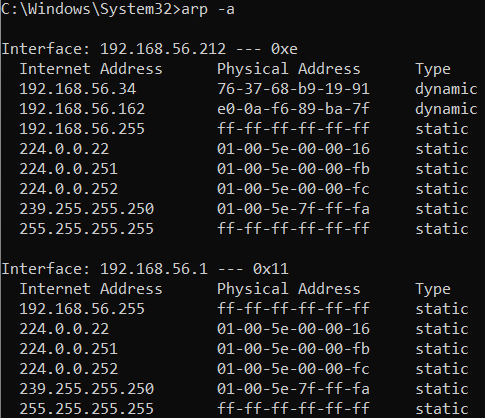 C:\Windows\System32>arp -a
Interface: 192.168.56.212 --- 0xe
Internet Address Physical Address Type
192.168.56.34 76-37-68-b9-19-91 dynamic
192.168.56.162 e0-0a-f6-89-ba-7f dynamic
192.168.56.255 ff-ff-ff-ff-ff-ff static
224.0.0.22 01-00-5e-00-00-16 static
224.0.0.251 01-00-5e-00-00-fb static
224.0.0.252 01-00-5e-00-00-fc static
239.255.255.250 01-00-5e-7f-ff-fa static
255.255.255.255 ff-ff-ff-ff-ff-ff static
Interface: 192.168.56.1 --- 0x11
Internet Address Physical Address Type
192.168.56.255 ff-ff-ff-ff-ff-ff static
224.0.0.22 01-00-5e-00-00-16 static
224.0.0.251 01-00-5e-00-00-fb static
224.0.0.252 01-00-5e-00-00-fc static
239.255.255.250 01-00-5e-7f-ff-fa static
255.255.255.255 ff-ff-ff-ff-ff-ff static